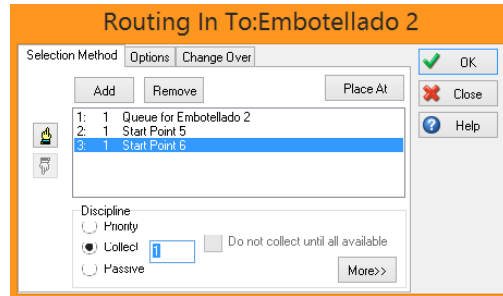 Routing In To:Embotellado 2
Selection Method Options Change Over
OK
Add Remove Place At
Close
1: 1 Queue for Embotellado 2
2: 1 Start Point 5
3: 1 Start Point 6
Help
Discipline
Priority
Collect 1 Do not collect until all available
Passive
More>>